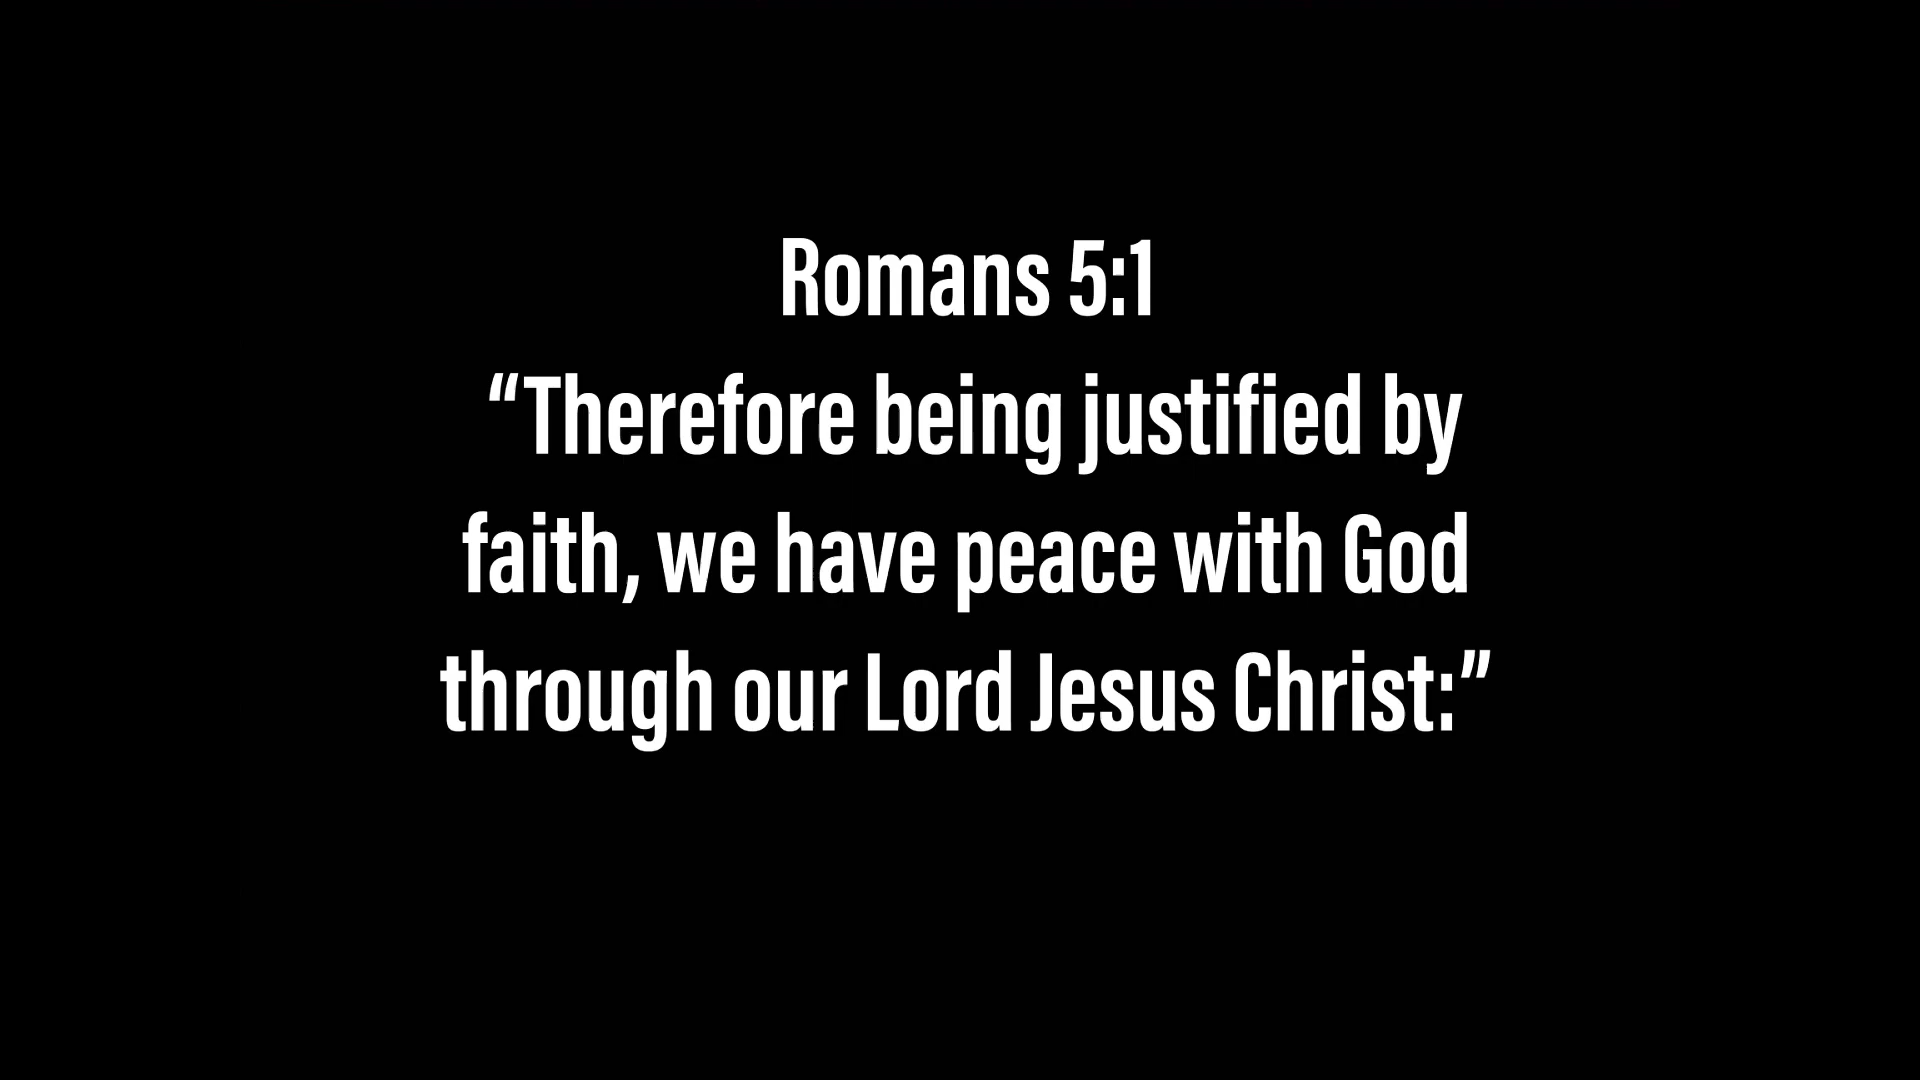 Romans 5:1
“Therefore being justified by
faith, we have peace with God
through our Lord Jesus Christ:”